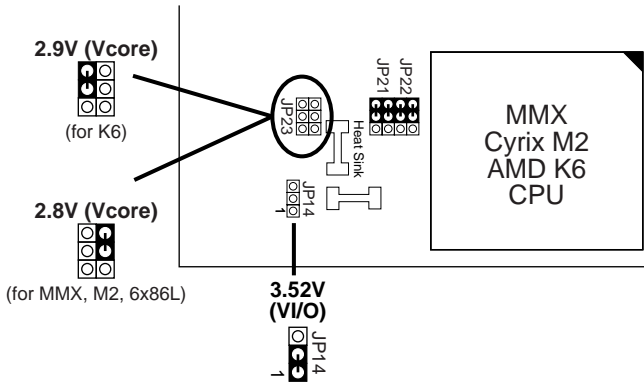 2.9V (Vcore)
(for K6)
2.8V (Vcore)
(for MMX, M2, 6x86L)
JP23
Heat Sink
JP21
JP22
MMX
Cyrix M2
AMD K6
CPU
JP14
1
3.52V
(VI/O)
JP14
1